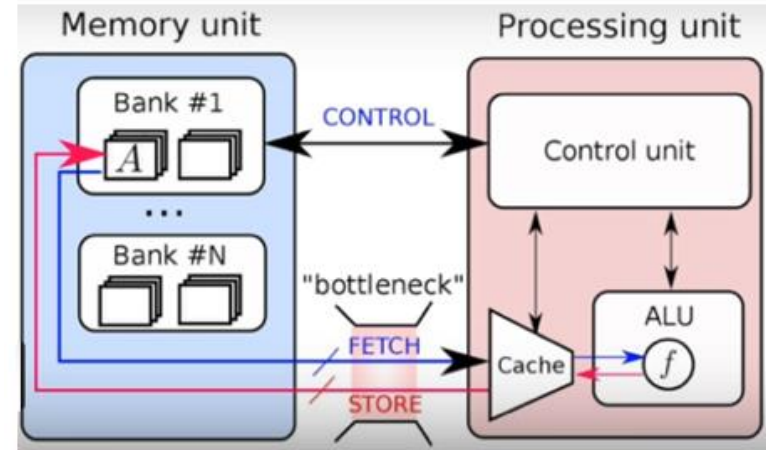 Memory unit
Processing unit
Bank #1
A
...
Bank #N
CONTROL
Control unit
"bottleneck"
FETCH
STORE
Cache
ALU
f